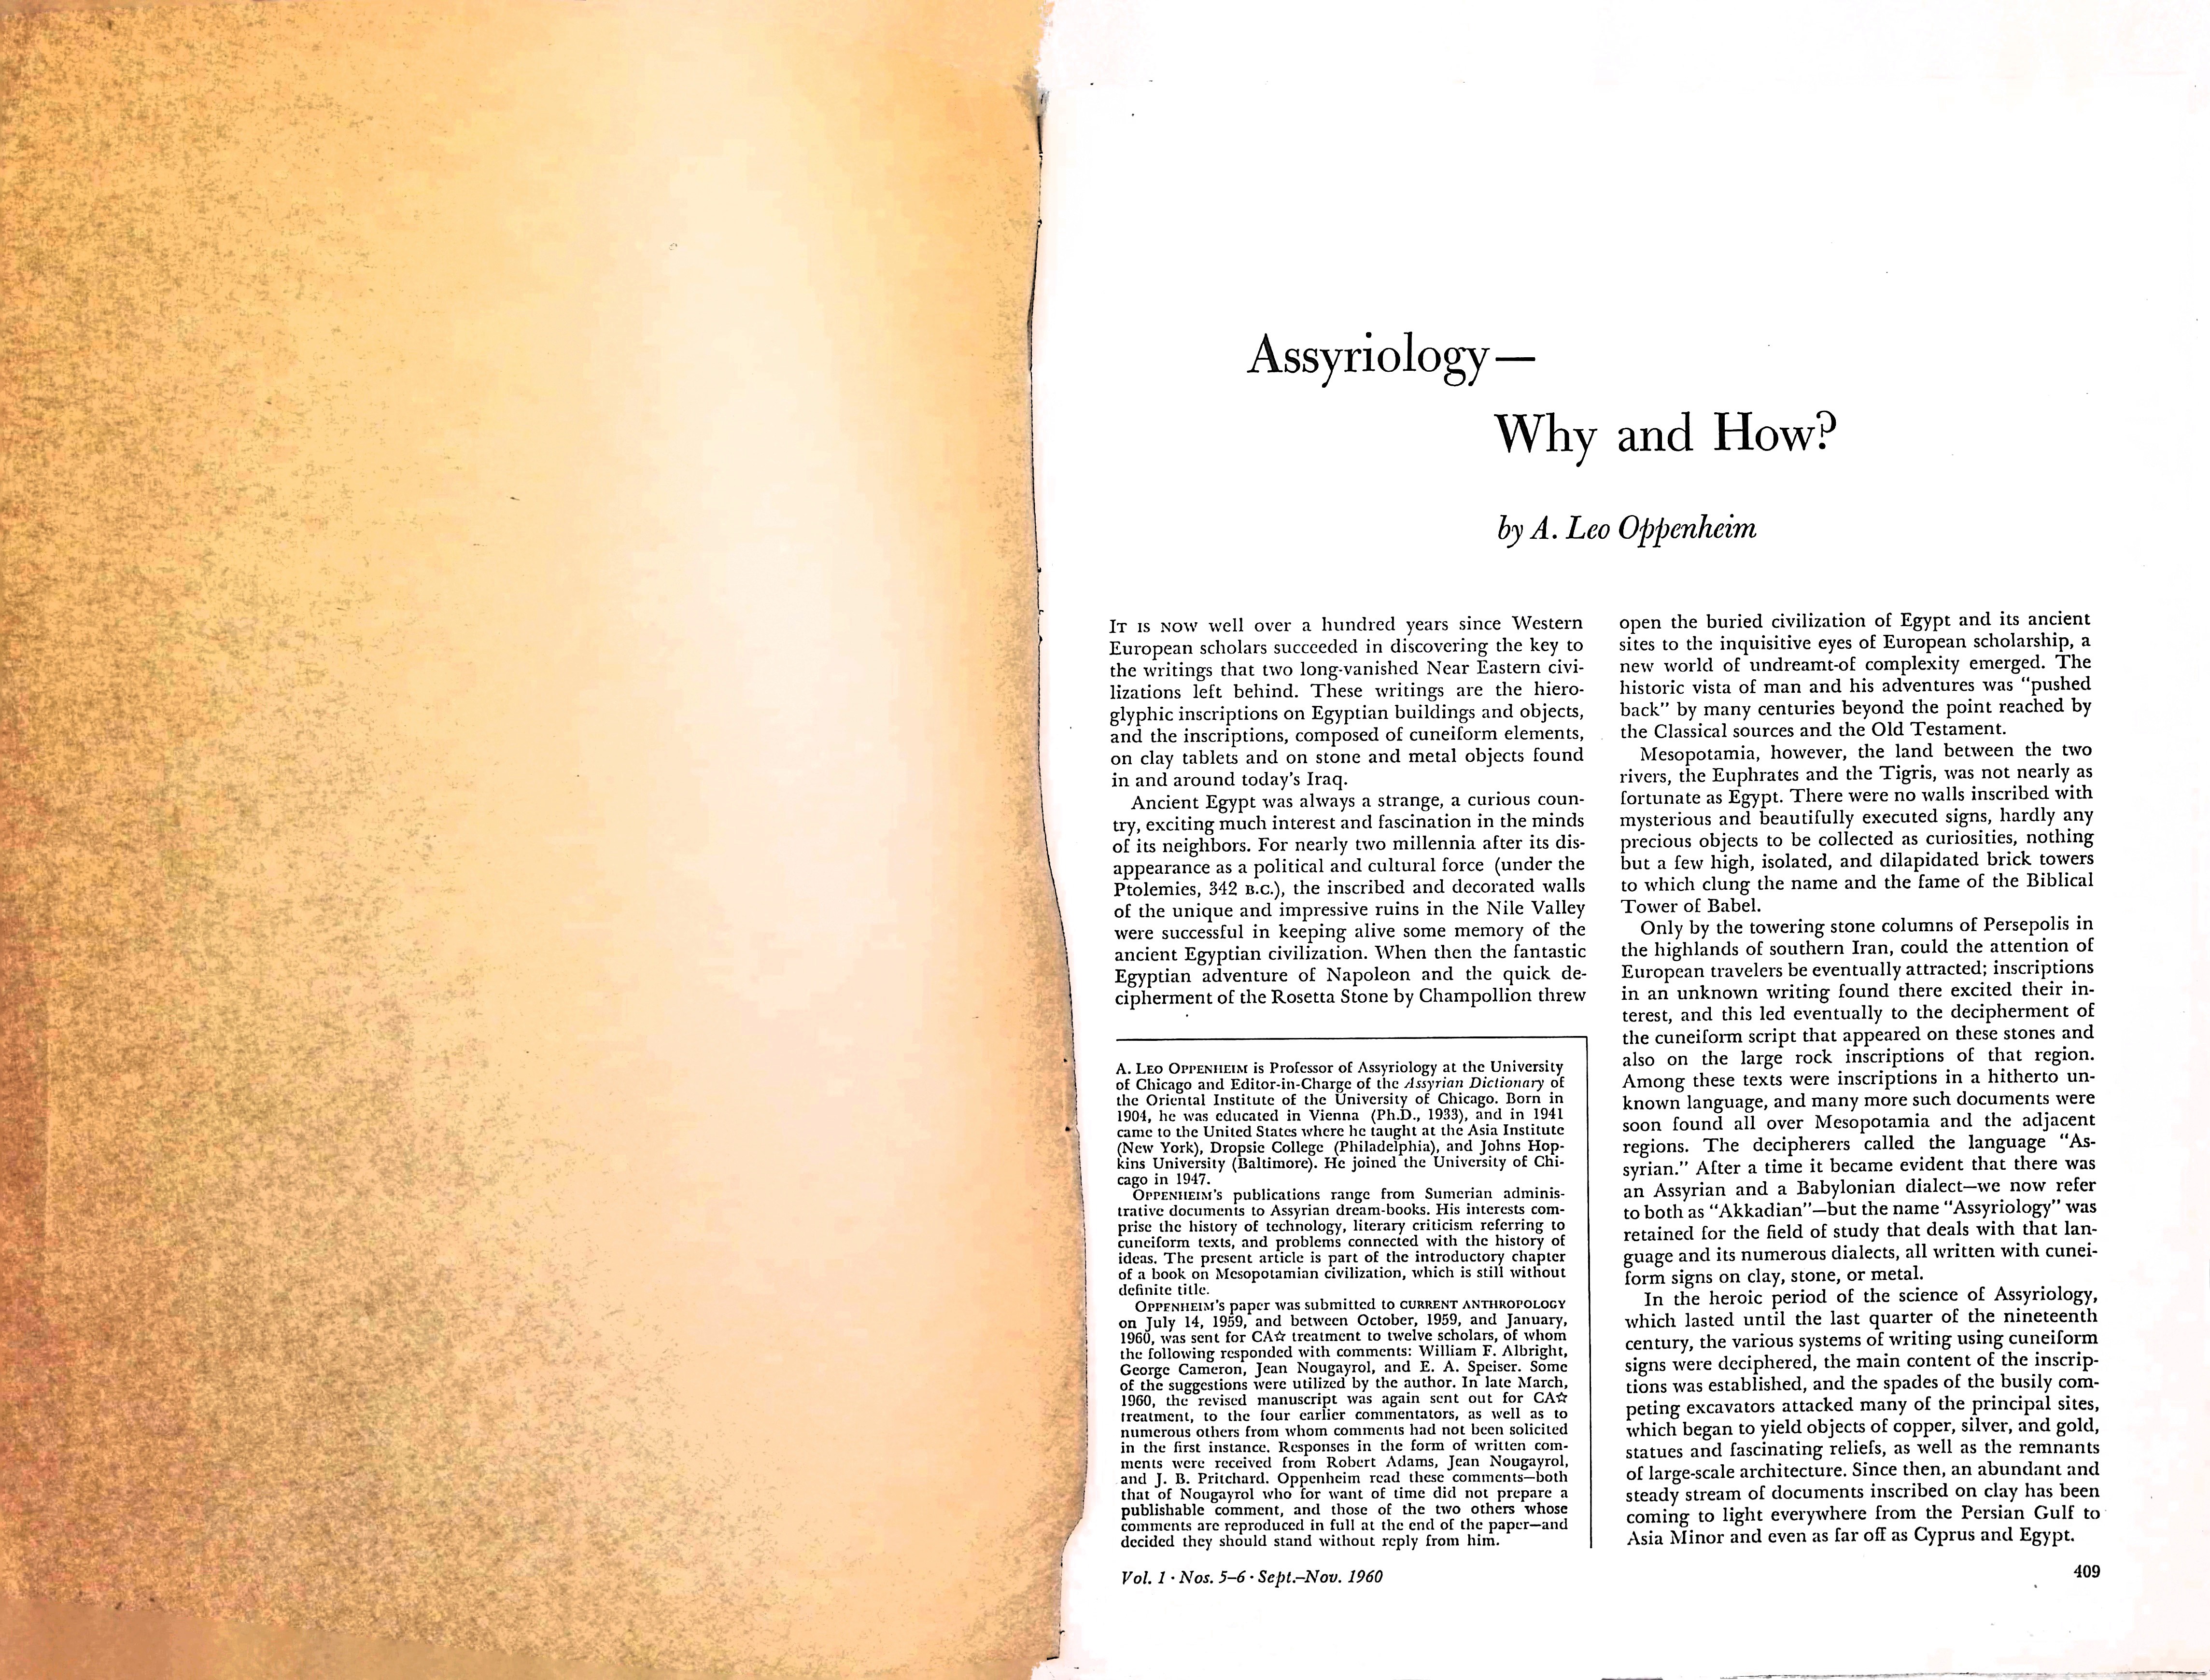 Assyriology—
Why and How?
by A. Leo Oppenheim
IT IS NOW well over a hundred years since Western
European scholars succeeded in discovering the key to
the writings that two long-vanished Near Eastern civi-
lizations left behind. These writings are the hiero-
glyphic inscriptions on Egyptian buildings and objects,
and the inscriptions, composed of cuneiform elements,
on clay tablets and on stone and metal objects found
in and around today's Iraq.
Ancient Egypt was always a strange, a curious coun-
try, exciting much interest and fascination in the minds
of its neighbors. For nearly two millennia after its dis-
appearance as a political and cultural force (under the
Ptolemies, 342 B.C.), the inscribed and decorated walls
of the unique and impressive ruins in the Nile Valley
were successful in keeping alive some memory of the
ancient Egyptian civilization. When then the fantastic
Egyptian adventure of Napoleon and the quick de-
cipherment of the Rosetta Stone by Champollion threw
A. LEO OPPENHEIM is Professor of Assyriology at the University
of Chicago and Editor-in-Charge of the Assyrian Dictionary of
the Oriental Institute of the University of Chicago. Born in
1904, he was educated in Vienna (Ph.D., 1933), and in 1941
came to the United States where he taught at the Asia Institute
(New York), Dropsie College (Philadelphia), and Johns Hop-
kins University (Baltimore). He joined the University of Chi-
cago in 1947.
OPPENHEIM's publications range from Sumerian adminis-
trative documents to Assyrian dream-books. His interests com-
prise the history of technology, literary criticism referring to
cuneiform texts, and problems connected with the history of
ideas. The present article is part of the introductory chapter
of a book on Mesopotamian civilization, which is still without
definite title.
OPPENHEIM's paper was submitted to CURRENT ANTHROPOLOGY
on July 14, 1959, and between October, 1959, and January,
1960, was sent for CA☆ treatment to twelve scholars, of whom
the following responded with comments: William F. Albright,
George Cameron, Jean Nougayrol, and E. A. Speiser. Some
of the suggestions were utilized by the author. In late March,
1960, the revised manuscript was again sent out for CA☆
treatment, to the four earlier commentators, as well as to
numerous others from whom comments had not been solicited
in the first instance. Responses in the form of written com-
ments were received from Robert Adams, Jean Nougayrol,
and J. B. Pritchard. Oppenheim read these comments—both
that of Nougayrol who for want of time did not prepare a
publishable comment, and those of the two others whose
comments are reproduced in full at the end of the paper—and
decided they should stand without reply from him.
open the buried civilization of Egypt and its ancient
sites to the inquisitive eyes of European scholarship, a
new world of undreamt-of complexity emerged. The
historic vista of man and his adventures was "pushed
back" by many centuries beyond the point reached by
the Classical sources and the Old Testament.
Mesopotamia, however, the land between the two
rivers, the Euphrates and the Tigris, was not nearly as
fortunate as Egypt. There were no walls inscribed with
mysterious and beautifully executed signs, hardly any
precious objects to be collected as curiosities, nothing
but a few high, isolated, and dilapidated brick towers
to which clung the name and the fame of the Biblical
Tower of Babel.
Only by the towering stone columns of Persepolis in
the highlands of southern Iran, could the attention of
European travelers be eventually attracted; inscriptions
in an unknown writing found there excited their in-
terest, and this led eventually to the decipherment of
the cuneiform script that appeared on these stones and
also on the large rock inscriptions of that region.
Among these texts were inscriptions in a hitherto un-
known language, and many more such documents were
soon found all over Mesopotamia and the adjacent
regions. The decipherers called the language "As-
syrian." After a time it became evident that there was
an Assyrian and a Babylonian dialect—we now refer
to both as "Akkadian"—but the name "Assyriology" was
retained for the field of study that deals with that lan-
guage and its numerous dialects, all written with cunei-
form signs on clay, stone, or metal.
In the heroic period of the science of Assyriology,
which lasted until the last quarter of the nineteenth
century, the various systems of writing using cuneiform
signs were deciphered, the main content of the inscrip-
tions was established, and the spades of the busily com-
peting excavators attacked many of the principal sites,
which began to yield objects of copper, silver, and gold,
statues and fascinating reliefs, as well as the remnants
of large-scale architecture. Since then, an abundant and
steady stream of documents inscribed on clay has been
coming to light everywhere from the Persian Gulf to
Asia Minor and even as far off as Cyprus and Egypt.
Vol. 1 · Nos. 5–6 · Sept.–Nov. 1960
409